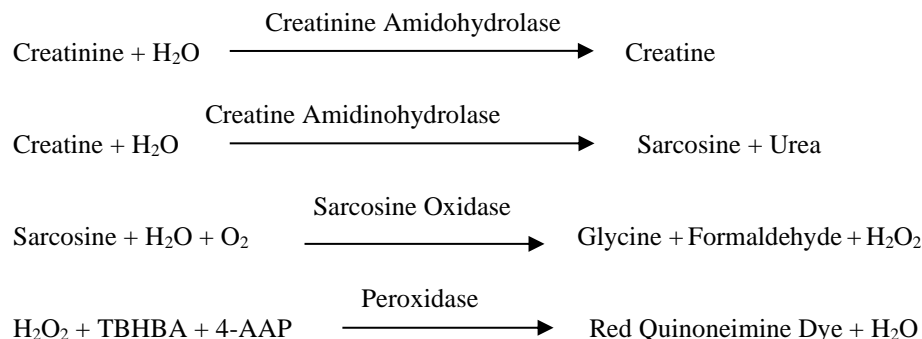 Creatinine Amidohydrolase
Creatinine + H₂O Creatine
Creatine Amidinohydrolase
Creatine + H₂O Sarcosine + Urea
Sarcosine Oxidase
Sarcosine + H₂O + O₂ Glycine + Formaldehyde + H₂O₂
Peroxidase
H₂O₂ + TBHBA + 4-AAP Red Quinoneimine Dye + H₂O